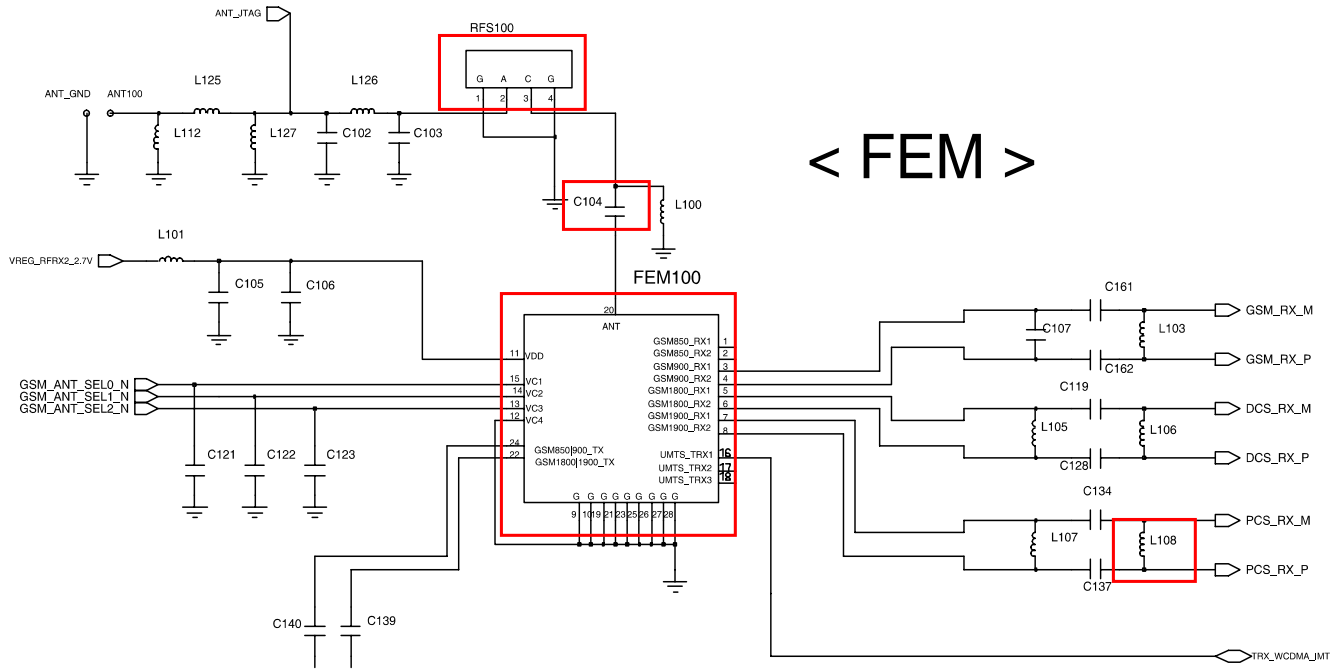 ANT_JTAG
RFS100
G A C G
1 2 3 4
L125
L126
ANT_GND
ANT100
L112
L127
C102
C103
< FEM >
C104
L100
L101
VREG_RFRX2_2.7V
C105
C106
FEM100
20
ANT
11 VDD
GSM_ANT_SEL0_N
15 VC1
GSM_ANT_SEL1_N
14 VC2
GSM_ANT_SEL2_N
13 VC3
12 VC4
24 GSM850|900_TX
22 GSM1800|1900_TX
GSM850_RX1 1
GSM850_RX2 2
GSM900_RX1 3
GSM900_RX2 4
GSM1800_RX1 5
GSM1800_RX2 6
GSM1900_RX1 7
GSM1900_RX2 8
UMTS_TRX1 16
UMTS_TRX2 17
UMTS_TRX3 18
G G G G G G G G G
9 10 19 21 23 25 26 27 28
C121
C122
C123
C140
C139
C161
C107
L103
C162
GSM_RX_M
GSM_RX_P
C119
L105
L106
C128
DCS_RX_M
DCS_RX_P
C134
L107
L108
C137
PCS_RX_M
PCS_RX_P
TRX_WCDMA_IMT